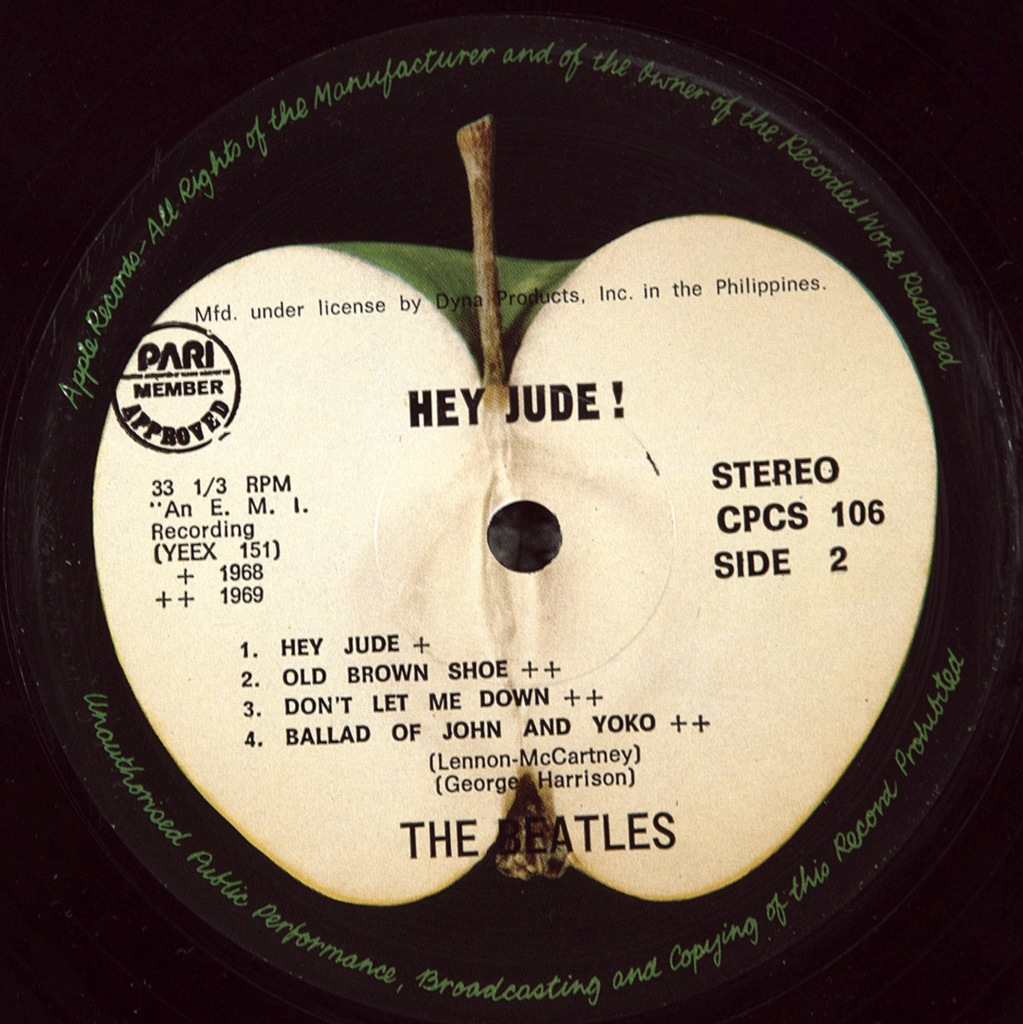 Apple Records - All Rights of the Manufacturer and of the Owner of the Recorded Work Reserved
Mfd. under license by Dyna Products, Inc. in the Philippines.
PARI
MEMBER
APPROVED
HEY JUDE !
33 1/3 RPM
"An E. M. I.
Recording
(YEEX 151)
+ 1968
++ 1969
STEREO
CPCS 106
SIDE 2
1. HEY JUDE +
2. OLD BROWN SHOE ++
3. DON'T LET ME DOWN ++
4. BALLAD OF JOHN AND YOKO ++
(Lennon-McCartney)
(George Harrison)
THE BEATLES
Unauthorised Public Performance, Broadcasting and Copying of this Record Prohibited